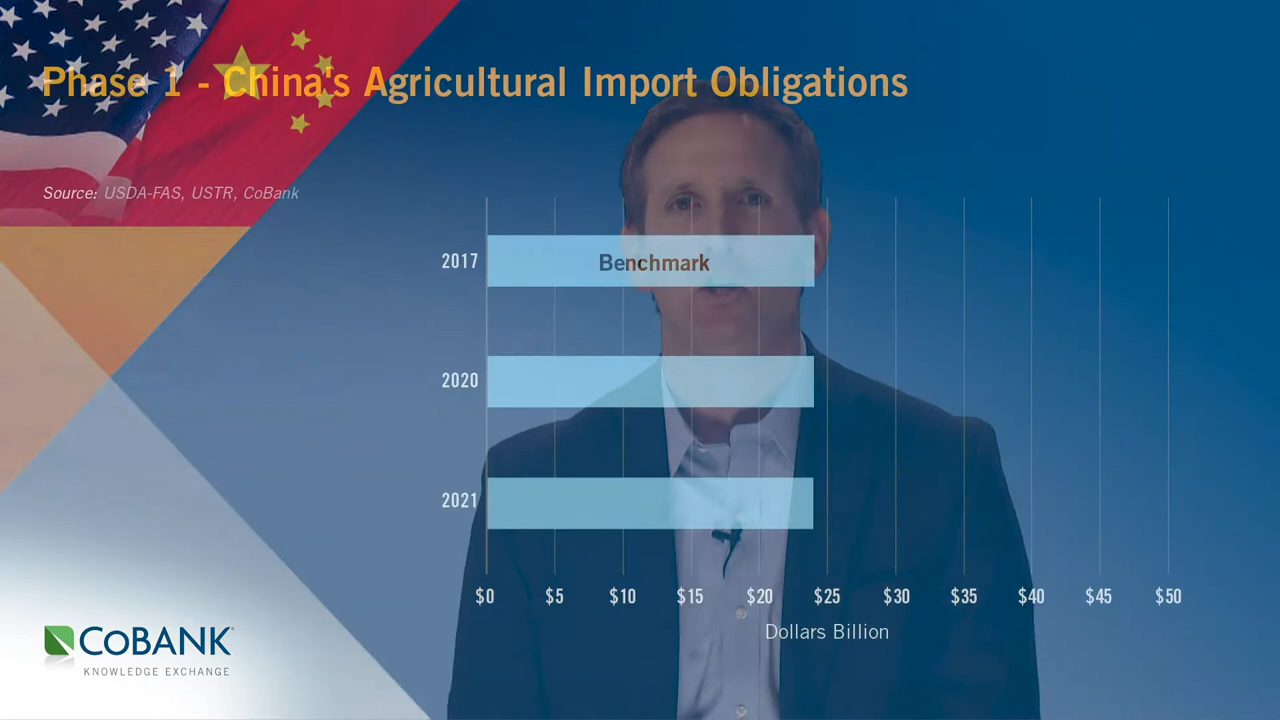 Phase 1 - China's Agricultural Import Obligations
Source: USDA-FAS, USTR, CoBank
2017
Benchmark
2020
2021
$0 $5 $10 $15 $20 $25 $30 $35 $40 $45 $50
Dollars Billion
COBANK
KNOWLEDGE EXCHANGE